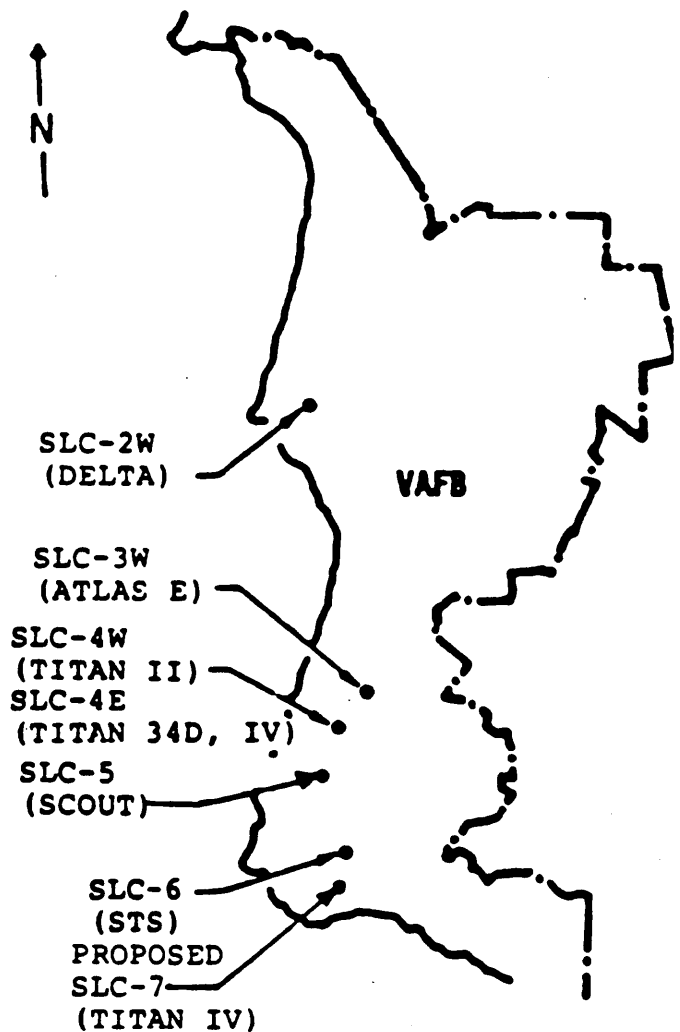 N
SLC-2W
(DELTA)
VAFB
SLC-3W
(ATLAS E)
SLC-4W
(TITAN II)
SLC-4E
(TITAN 34D, IV)
SLC-5
(SCOUT)
SLC-6
(STS)
PROPOSED
SLC-7
(TITAN IV)